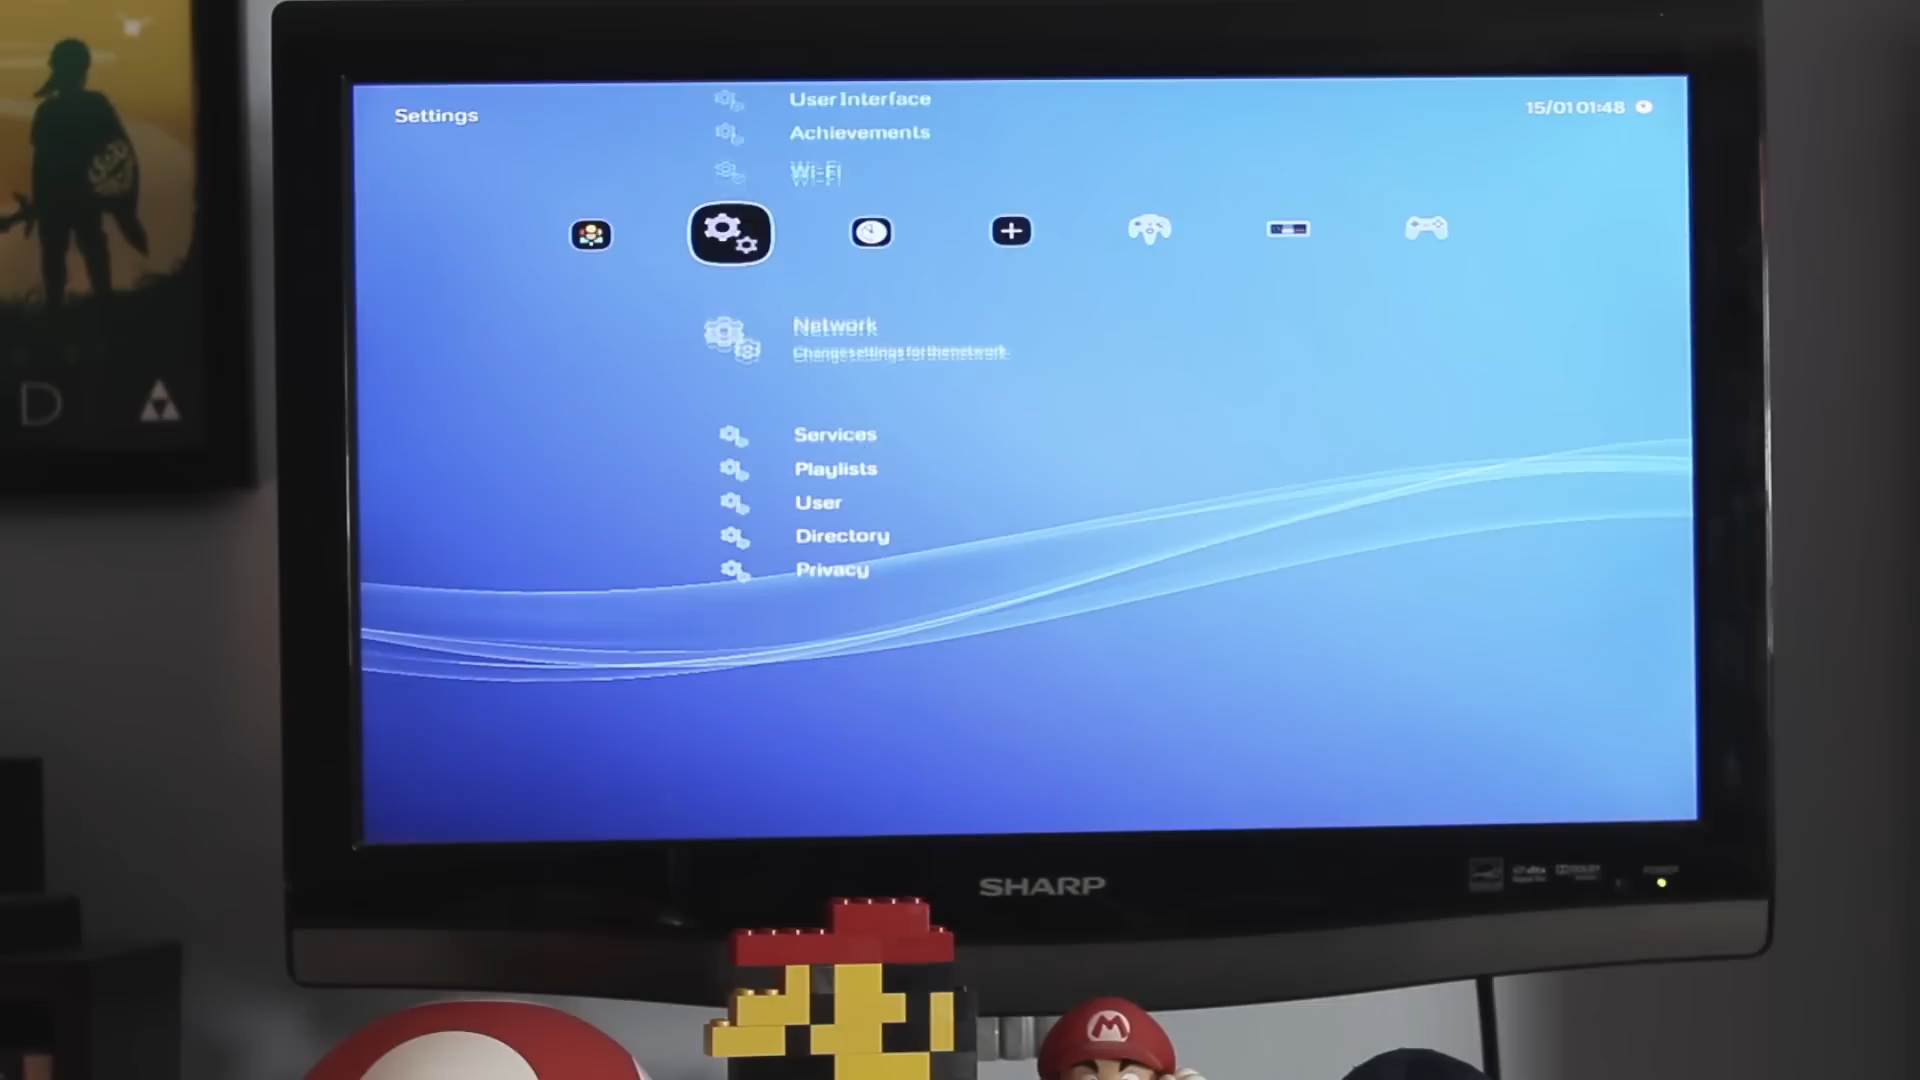 Settings
User Interface
15/01 01:48
Achievements
Wi-Fi
Network
Change settings for the network.
Services
Playlists
User
Directory
Privacy
D
SHARP
POWER
M